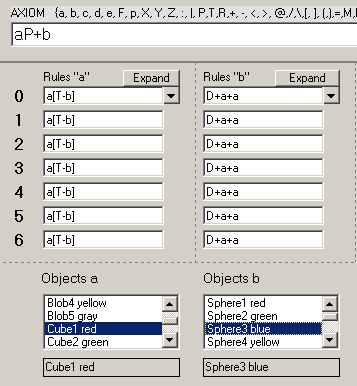 AXIOM {a, b, c, d, e, F, p, X, Y, Z, :, |, P,T,R,+, -, <, >, @,/,\,[, ], (,),=,M,
aP+b
Rules "a" Expand Rules "b" Expand
0 a[T-b] D+a+a
1 a[T-b] D+a+a
2 a[T-b] D+a+a
3 a[T-b] D+a+a
4 a[T-b] D+a+a
5 a[T-b] D+a+a
6 a[T-b] D+a+a
Objects a Objects b
Blob4 yellow Sphere1 red
Blob5 gray Sphere2 green
Cube1 red Sphere3 blue
Cube2 green Sphere4 yellow
Cube1 red Sphere3 blue